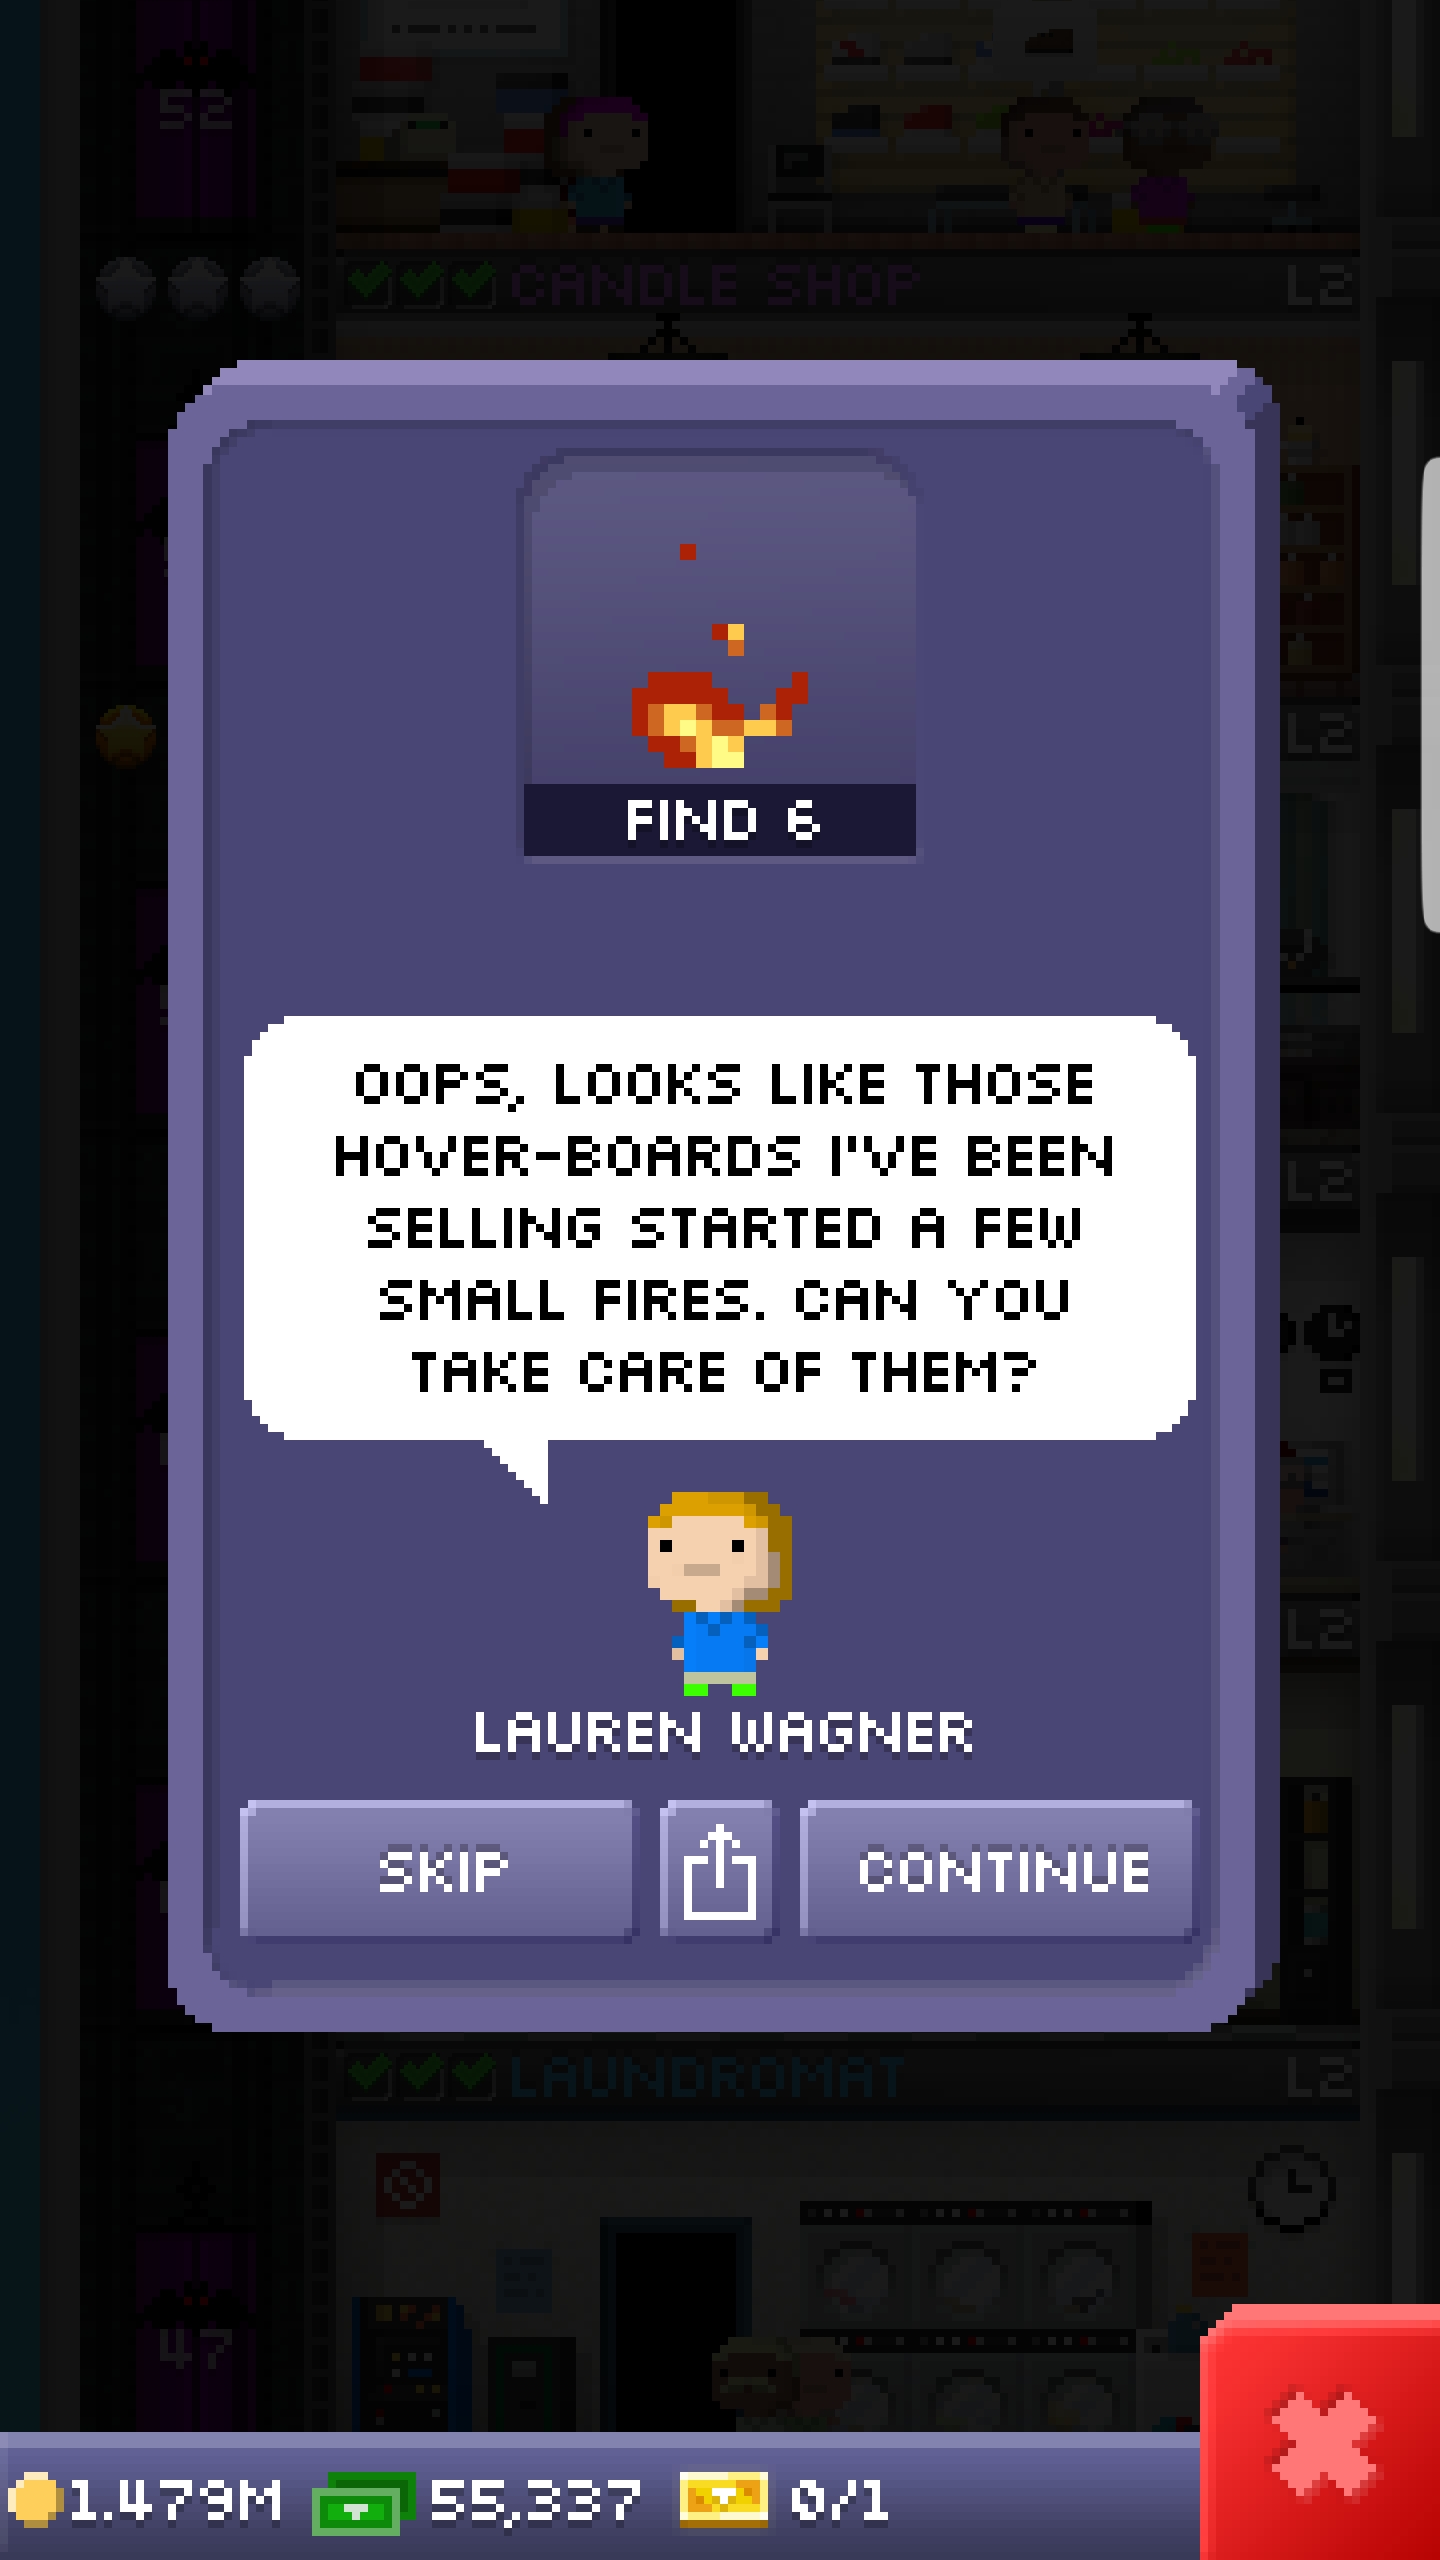 52
CANDLE SHOP L2
L2
FIND 6
OOPS, LOOKS LIKE THOSE
HOVER-BOARDS I'VE BEEN
SELLING STARTED A FEW
SMALL FIRES. CAN YOU
TAKE CARE OF THEM?
L2
L2
LAUREN WAGNER
SKIP
CONTINUE
LAUNDROMAT L2
47
1.479M 55,337 0/1